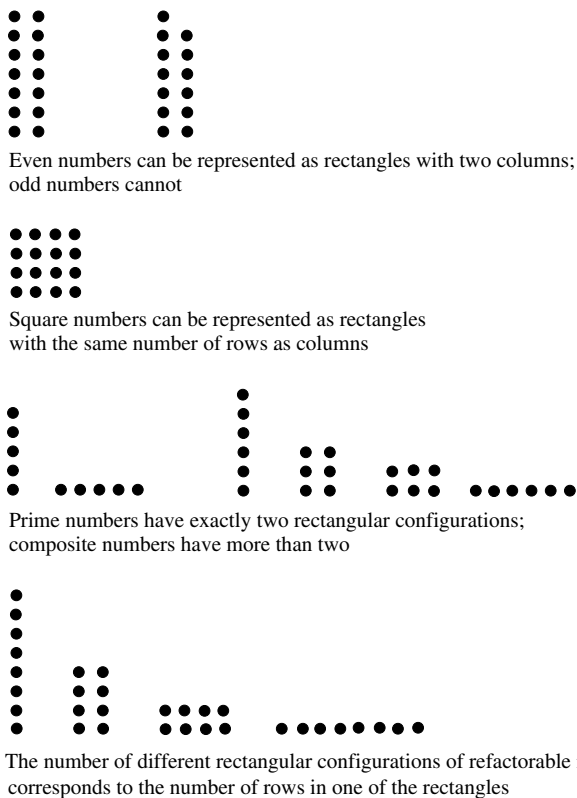 Even numbers can be represented as rectangles with two columns;
odd numbers cannot
Square numbers can be represented as rectangles
with the same number of rows as columns
Prime numbers have exactly two rectangular configurations;
composite numbers have more than two
The number of different rectangular configurations of refactorable
corresponds to the number of rows in one of the rectangles